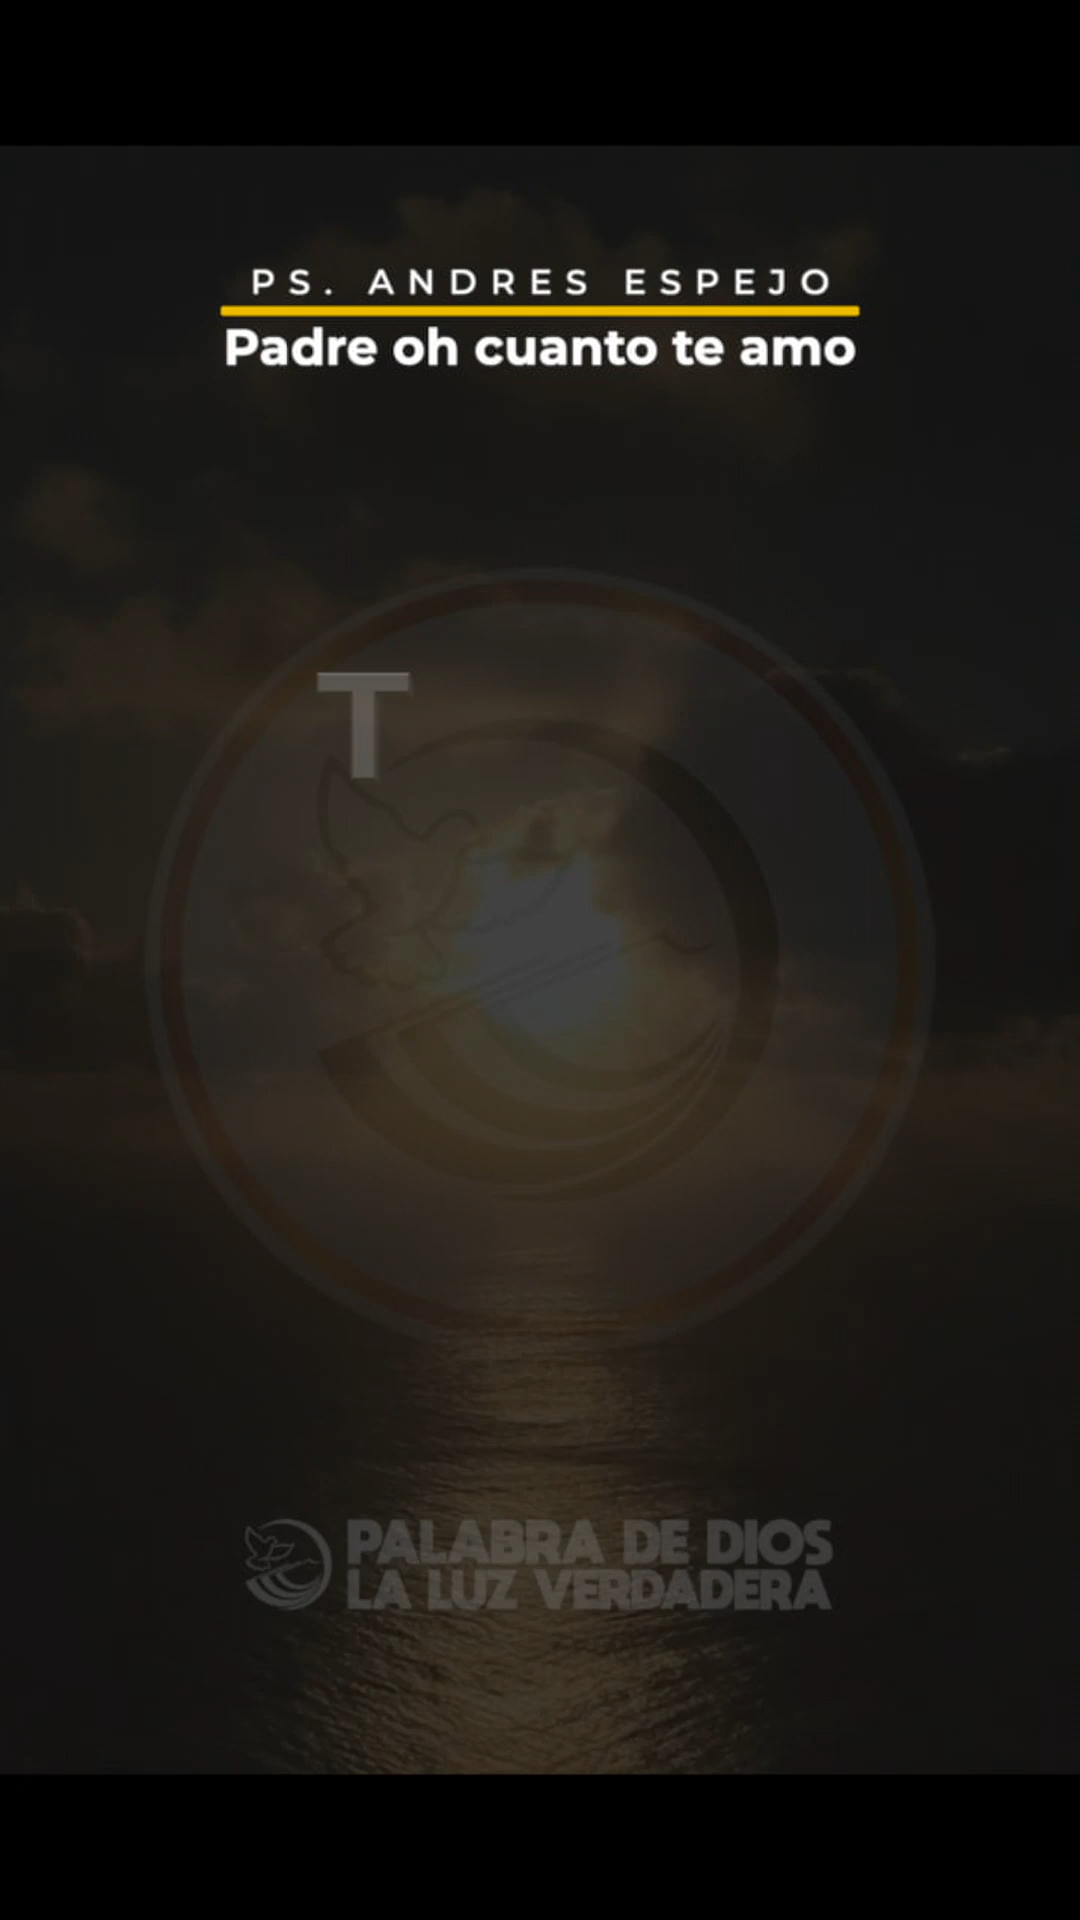 PS. ANDRES ESPEJO
Padre oh cuanto te amo
T
PALABRA DE DIOS
LA LUZ VERDADERA